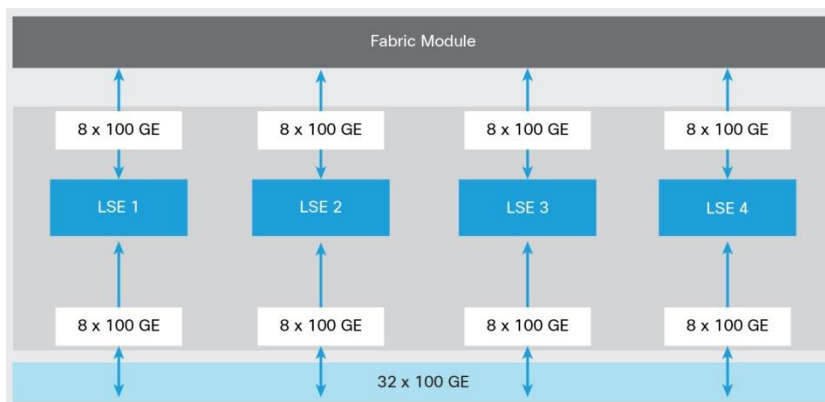 Fabric Module
8 x 100 GE 8 x 100 GE 8 x 100 GE 8 x 100 GE
LSE 1 LSE 2 LSE 3 LSE 4
8 x 100 GE 8 x 100 GE 8 x 100 GE 8 x 100 GE
32 x 100 GE